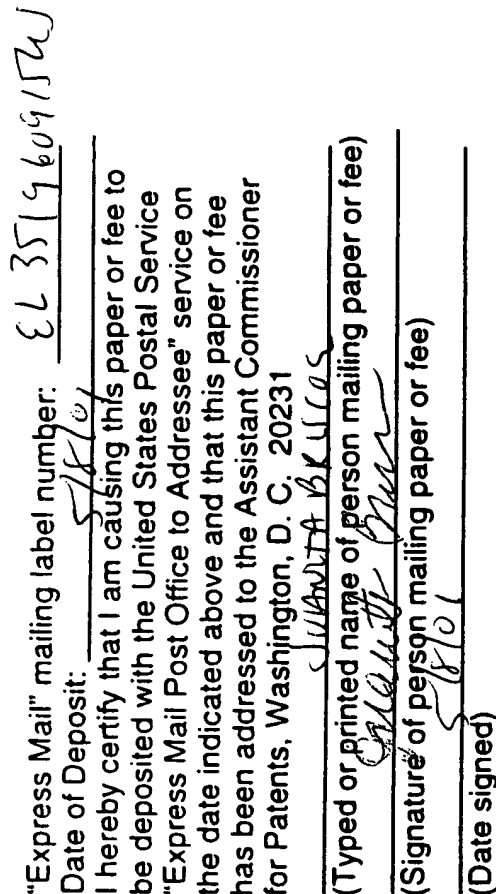 "Express Mail" mailing label number: EL351960915US
Date of Deposit: 5/8/01
I hereby certify that I am causing this paper or fee to
be deposited with the United States Postal Service
"Express Mail Post Office to Addressee" service on
the date indicated above and that this paper or fee
has been addressed to the Assistant Commissioner
for Patents, Washington, D. C. 20231
JUANITA
(Typed or printed name of person mailing paper or fee)
(Signature of person mailing paper or fee)
5/8/01
(Date signed)